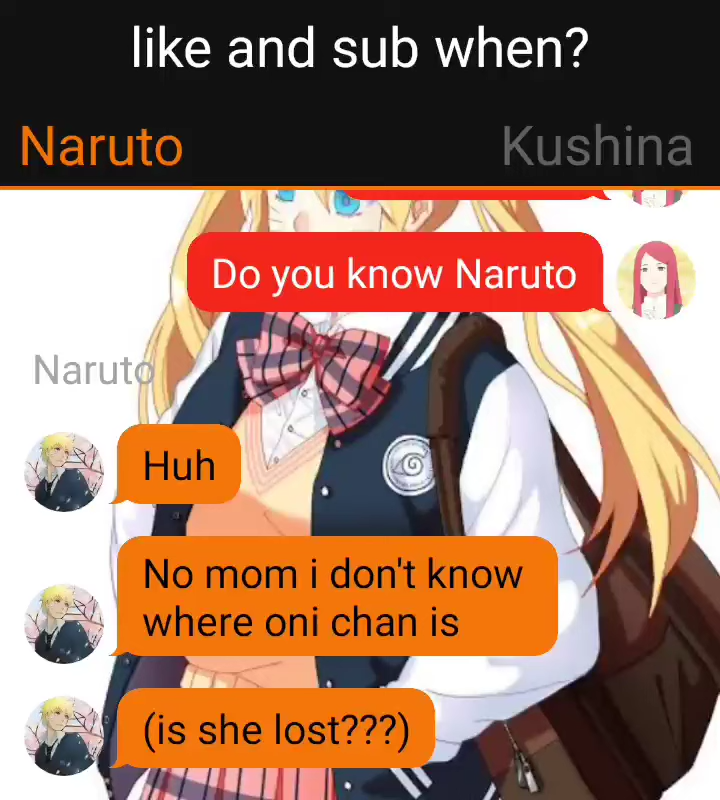 like and sub when?
Naruto
Kushina
Do you know Naruto
Naruto
Huh
No mom i don't know
where oni chan is
(is she lost???)